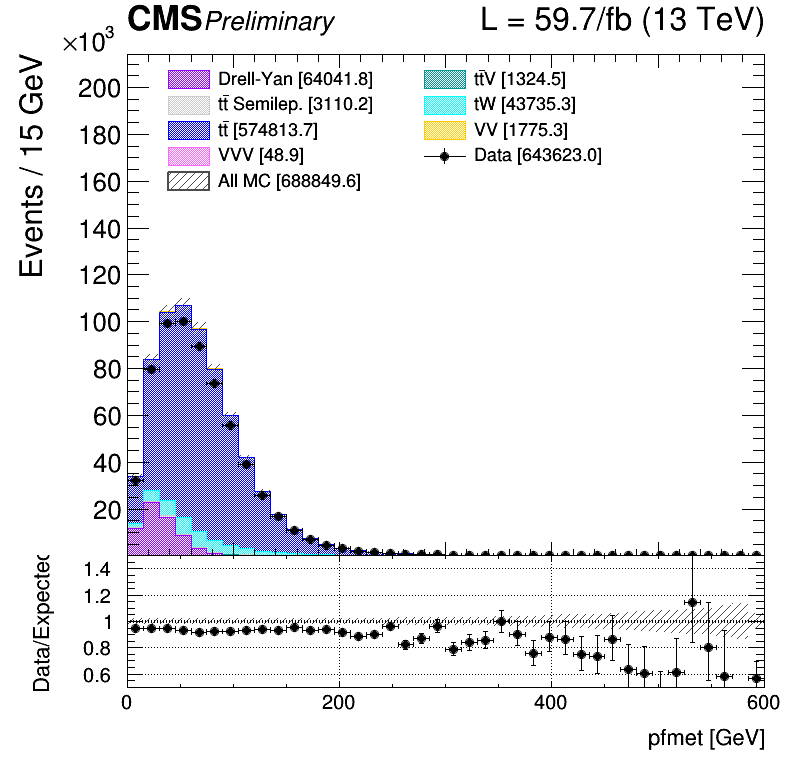 CMS Preliminary L = 59.7/fb (13 TeV)
×10³
Events / 15 GeV
200
180
160
140
120
100
80
60
40
20
Drell-Yan [64041.8]
tt̄ Semilep. [3110.2]
tt̄ [574813.7]
VVV [48.9]
All MC [688849.6]
tt̄V [1324.5]
tW [43735.3]
VV [1775.3]
Data [643623.0]
Data/Expected
1.4
1.2
1
0.8
0.6
0 200 400 600
pfmet [GeV]